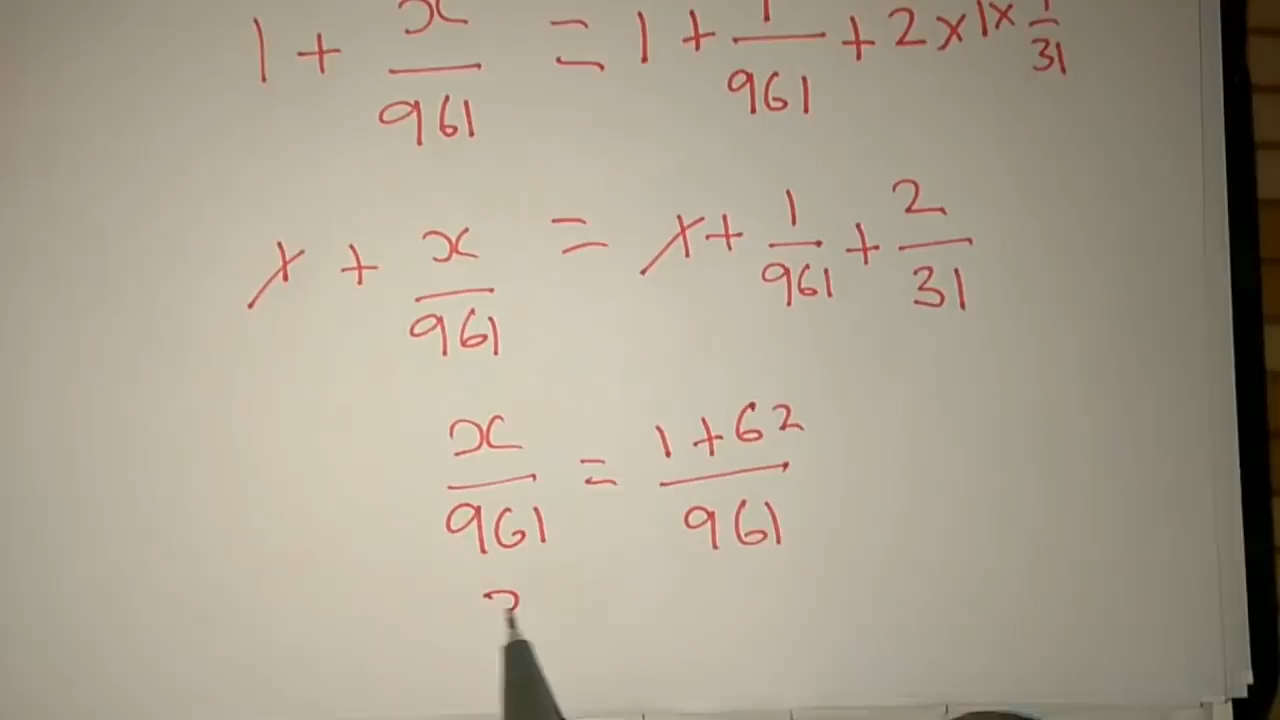 1 + x/961 = 1 + 1/961 + 2 × 1 × 1/31
1 + x/961 = 1 + 1/961 + 2/31
x/961 = 1+62/961